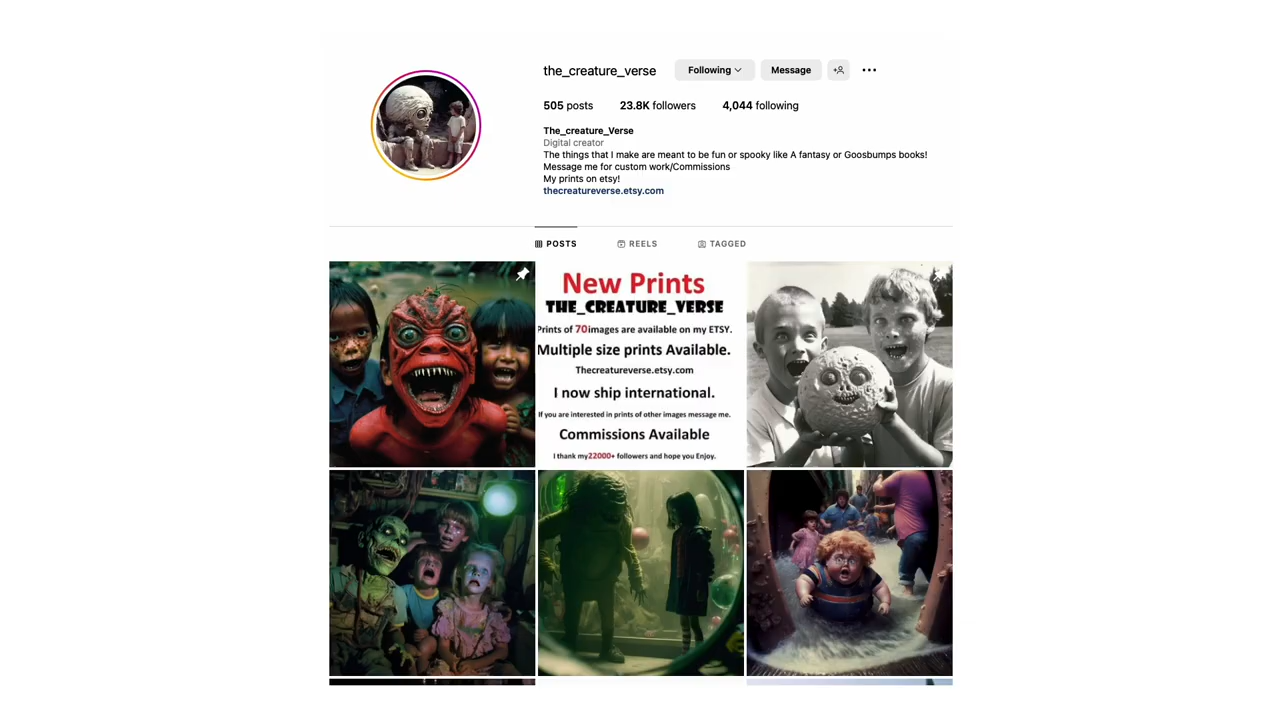 the_creature_verse Following Message
505 posts 23.8K followers 4,044 following
The_creature_Verse
Digital creator
The things that I make are meant to be fun or spooky like A fantasy or Goosbumps books!
Message me for custom work/Commissions
My prints on etsy!
thecreatureverse.etsy.com
POSTS REELS TAGGED
New Prints
THE_CREATURE_VERSE
Prints of 70images are available on my ETSY.
Multiple size prints Available.
Thecreatureverse.etsy.com
I now ship international.
If you are interested in prints of other images message me.
Commissions Available
I thank my22000+ followers and hope you Enjoy.